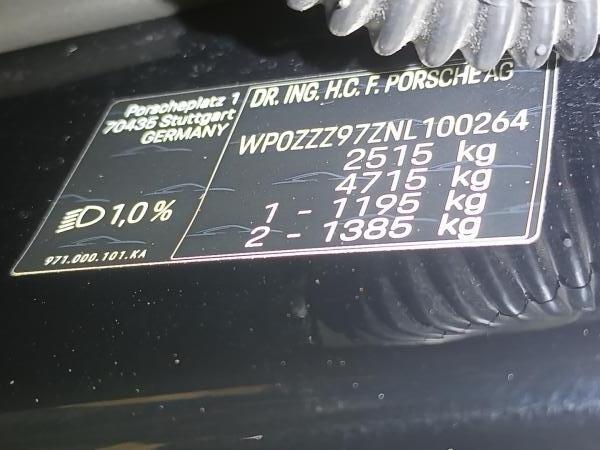 Porscheplatz 1
70435 Stuttgart
GERMANY
1,0 %
971.000.101.KA
DR. ING. H.C. F. PORSCHE AG
WP0ZZZ97ZNL100264
2515 kg
4715 kg
1 - 1195 kg
2 - 1385 kg